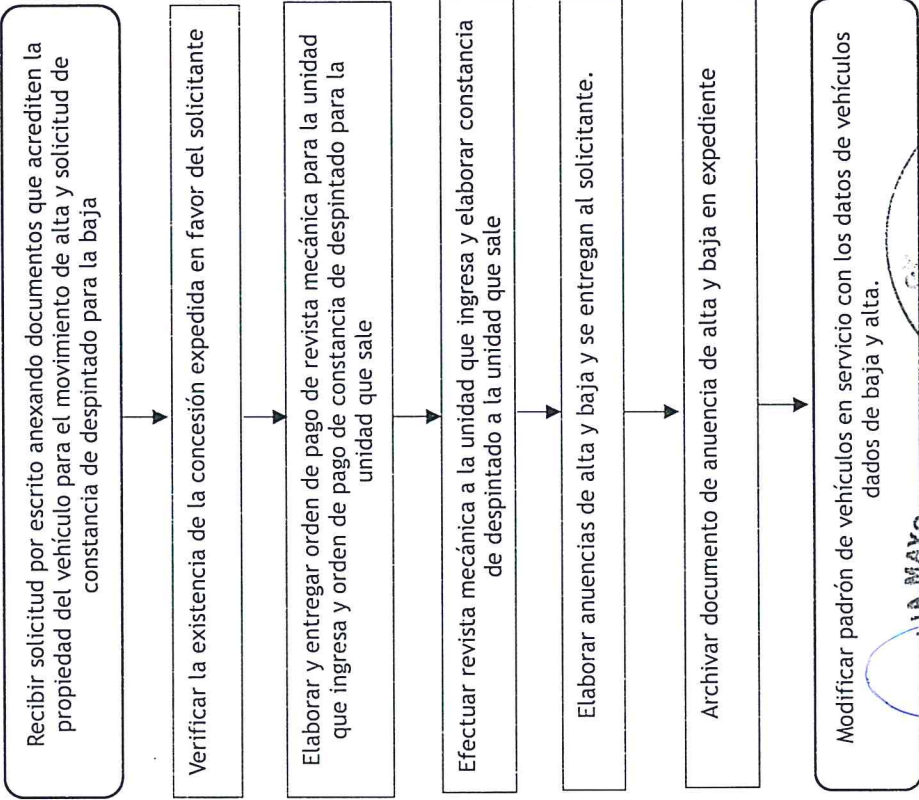 Recibir solicitud por escrito anexando documentos que acrediten la
propiedad del vehículo para el movimiento de alta y solicitud de
constancia de despintado para la baja
Verificar la existencia de la concesión expedida en favor del solicitante
Elaborar y entregar orden de pago de revista mecánica para la unidad
que ingresa y orden de pago de constancia de despintado para la
unidad que sale
Efectuar revista mecánica a la unidad que ingresa y elaborar constancia
de despintado a la unidad que sale
Elaborar anuencias de alta y baja y se entregan al solicitante.
Archivar documento de anuencia de alta y baja en expediente
Modificar padrón de vehículos en servicio con los datos de vehículos
dados de baja y alta.